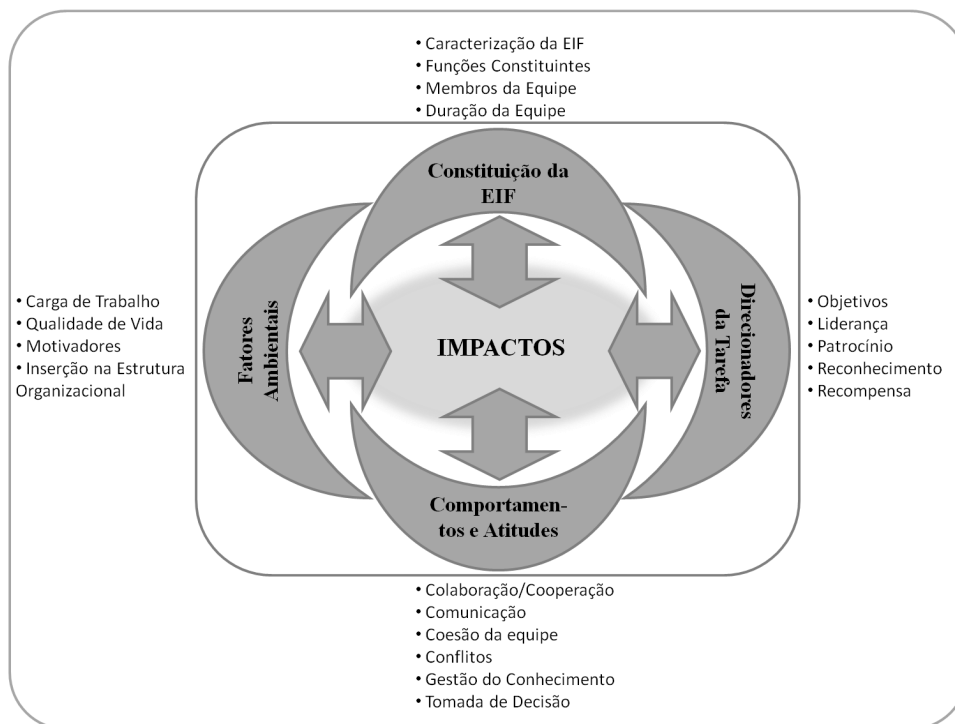 • Caracterização da EIF
• Funções Constituintes
• Membros da Equipe
• Duração da Equipe
Constituição da
EIF
• Carga de Trabalho
• Qualidade de Vida
• Motivadores
• Inserção na Estrutura
Organizacional
Fatores
Ambientais
IMPACTOS
Direcionadores
da Tarefa
• Objetivos
• Liderança
• Patrocínio
• Reconhecimento
• Recompensa
Comportamen-
tos e Atitudes
• Colaboração/Cooperação
• Comunicação
• Coesão da equipe
• Conflitos
• Gestão do Conhecimento
• Tomada de Decisão